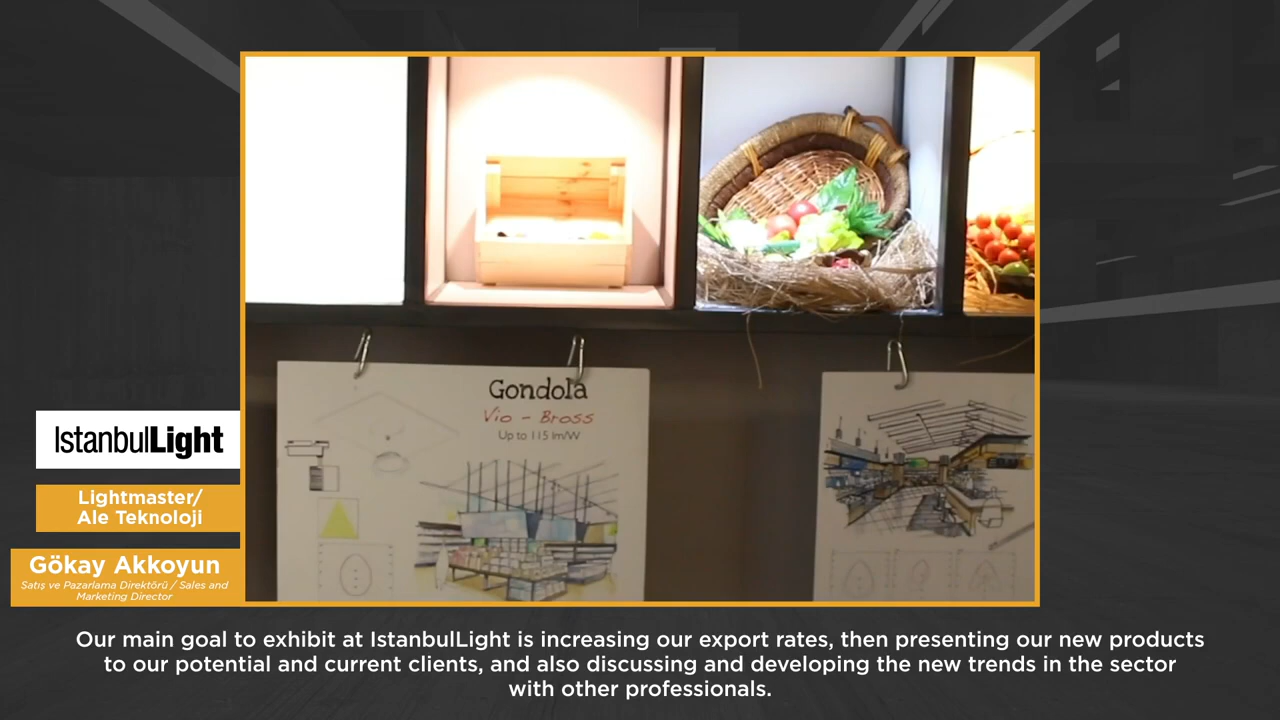 Gondola
Vio - Bross
Up to 115 lm/W
IstanbulLight
Lightmaster/
Ale Teknoloji
Gökay Akkoyun
Satış ve Pazarlama Direktörü / Sales and
Marketing Director
Our main goal to exhibit at IstanbulLight is increasing our export rates, then presenting our new products
to our potential and current clients, and also discussing and developing the new trends in the sector
with other professionals.